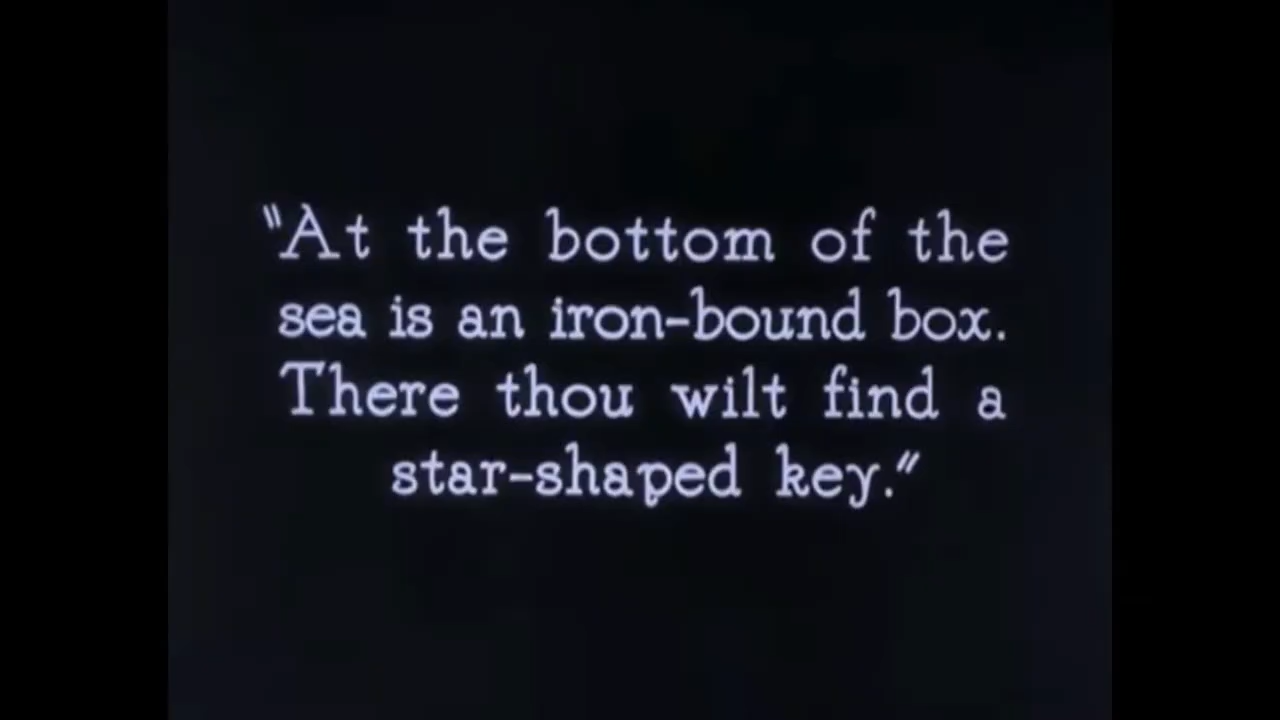 "At the bottom of the
sea is an iron-bound box.
There thou wilt find a
star-shaped key."